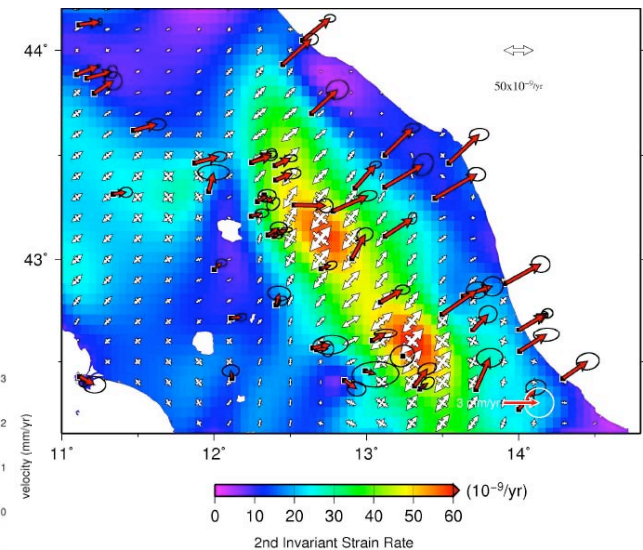 44°
50x10⁻⁹/yr
43°
3 mm/yr
3
2
1
0
velocity (mm/yr)
11° 12° 13° 14°
0 10 20 30 40 50 60 (10⁻⁹/yr)
2nd Invariant Strain Rate